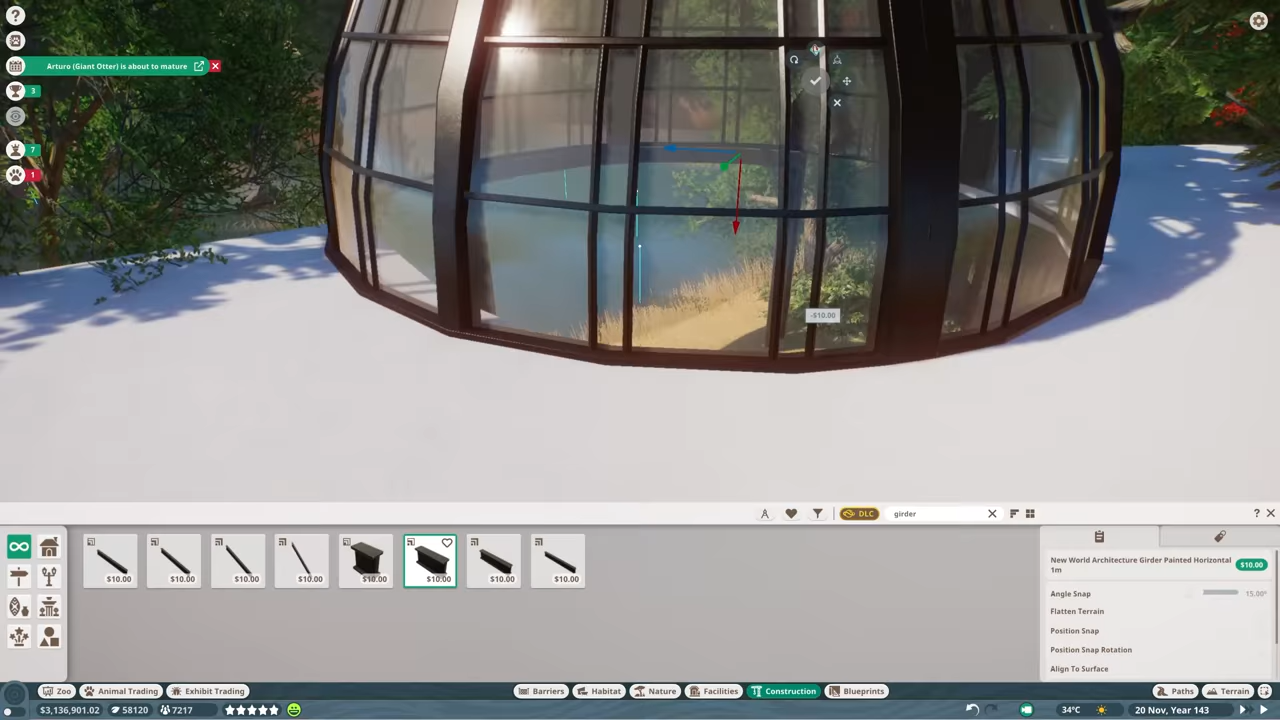 Arturo (Giant Otter) is about to mature
3
7
1
-$10.00
DLC
girder
$10.00 $10.00 $10.00 $10.00 $10.00 $10.00 $10.00 $10.00
New World Architecture Girder Painted Horizontal
1m
$10.00
Angle Snap 15.00°
Flatten Terrain
Position Snap
Position Snap Rotation
Align To Surface
Zoo Animal Trading Exhibit Trading Barriers Habitat Nature Facilities Construction Blueprints Paths Terrain
$3,136,901.02 58120 7217 34°C 20 Nov, Year 143